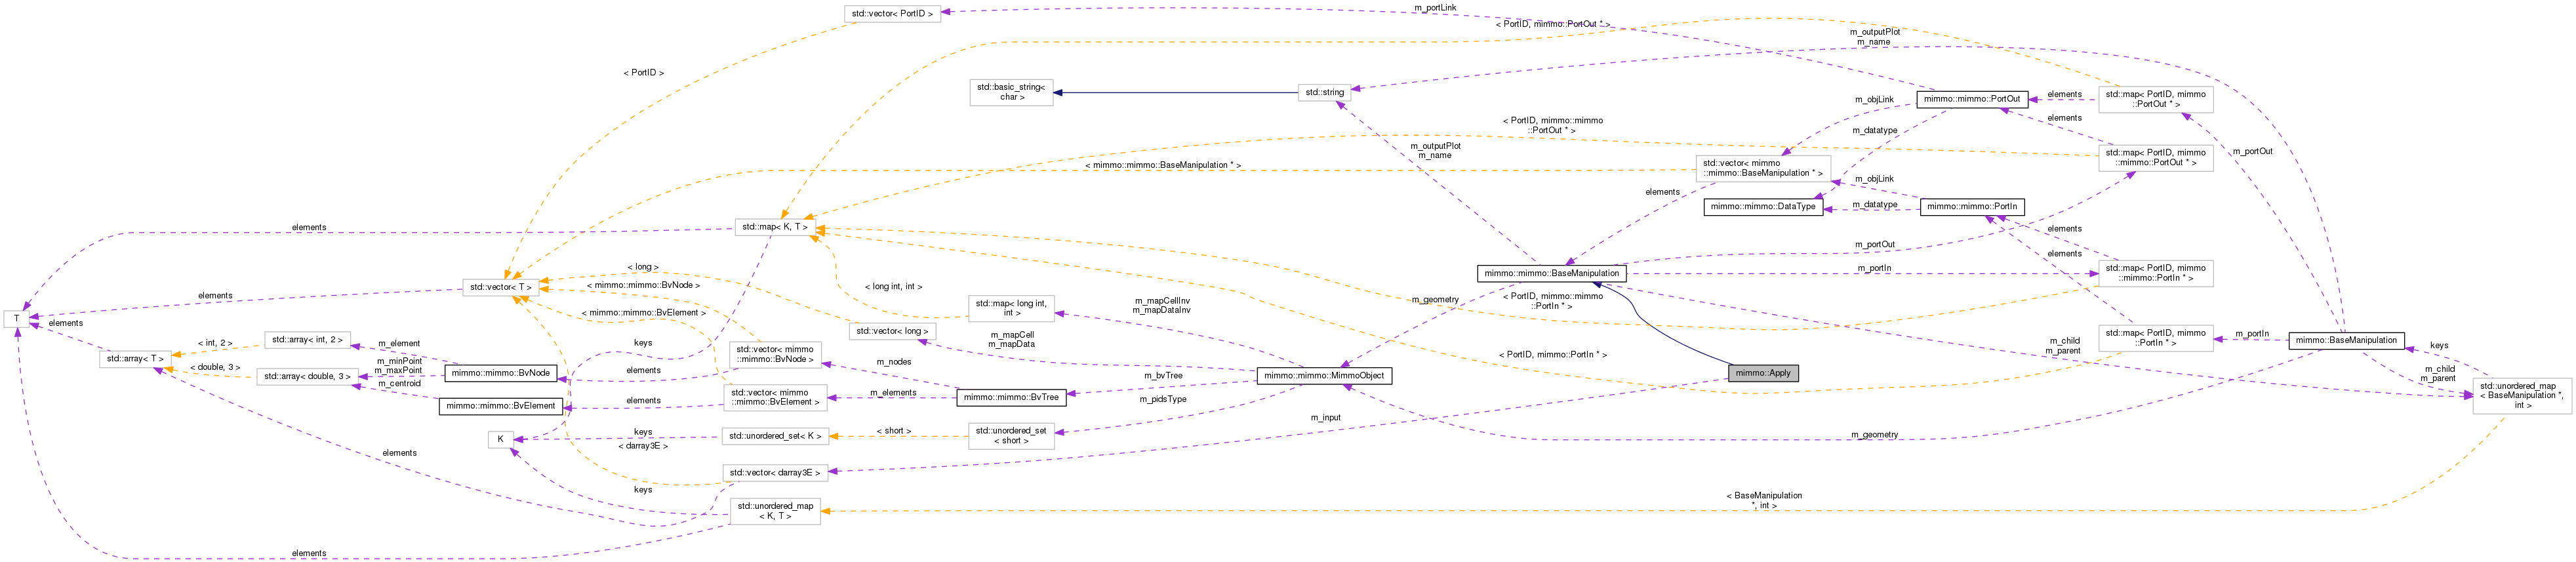 std::vector< PortID >
m_portLink
< PortID, mimmo::PortOut * >
m_outputPlot
m_name
< PortID >
std::basic_string<
char >
std::string
mimmo::mimmo::PortOut
m_objLink
elements
std::map< PortID, mimmo
::PortOut * >
< PortID, mimmo::mimmo
::PortOut * >
m_datatype
elements
m_outputPlot
m_name
std::map< PortID, mimmo
::mimmo::PortOut * >
m_portOut
< mimmo::mimmo::BaseManipulation * >
std::vector< mimmo
::mimmo::BaseManipulation * >
elements
m_objLink
mimmo::mimmo::DataType
m_datatype
mimmo::mimmo::PortIn
std::map< K, T >
elements
elements
m_portOut
elements
< long >
m_portIn
mimmo::mimmo::BaseManipulation
std::map< PortID, mimmo
::mimmo::PortIn * >
std::vector< T >
< mimmo::mimmo::BvNode >
< long int, int >
elements
m_geometry
< PortID, mimmo::mimmo
::PortIn * >
std::map< long int,
int >
m_mapCellInv
m_mapDataInv
< mimmo::mimmo::BvElement >
T
elements
std::vector< long >
m_mapCell
m_mapData
std::map< PortID, mimmo
::PortIn * >
m_portIn
mimmo::BaseManipulation
keys
std::array< int, 2 >
< int, 2 >
m_element
keys
m_child
m_parent
std::array< T >
std::vector< mimmo
::mimmo::BvNode >
m_nodes
< PortID, mimmo::PortIn * >
m_minPoint
m_maxPoint
< double, 3 >
std::array< double, 3 >
mimmo::mimmo::BvNode
elements
m_bvTree
mimmo::mimmo::MimmoObject
mimmo::Apply
m_child
m_parent
m_centroid
std::unordered_map
< BaseManipulation *,
int >
mimmo::mimmo::BvElement
elements
std::vector< mimmo
::mimmo::BvElement >
m_elements
mimmo::mimmo::BvTree
m_pidsType
m_input
K
keys
std::unordered_set< K >
< short >
std::unordered_set
< short >
m_geometry
< darray3E >
elements
std::vector< darray3E >
keys
std::unordered_map
< K, T >
< BaseManipulation
*, int >
elements